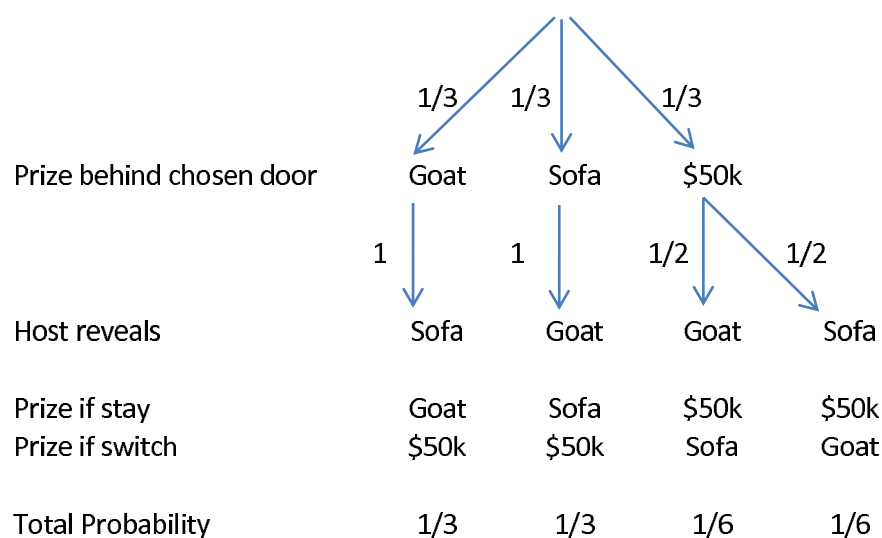 1/3 1/3 1/3
Prize behind chosen door Goat Sofa $50k
1 1 1/2 1/2
Host reveals Sofa Goat Goat Sofa
Prize if stay Goat Sofa $50k $50k
Prize if switch $50k $50k Sofa Goat
Total Probability 1/3 1/3 1/6 1/6